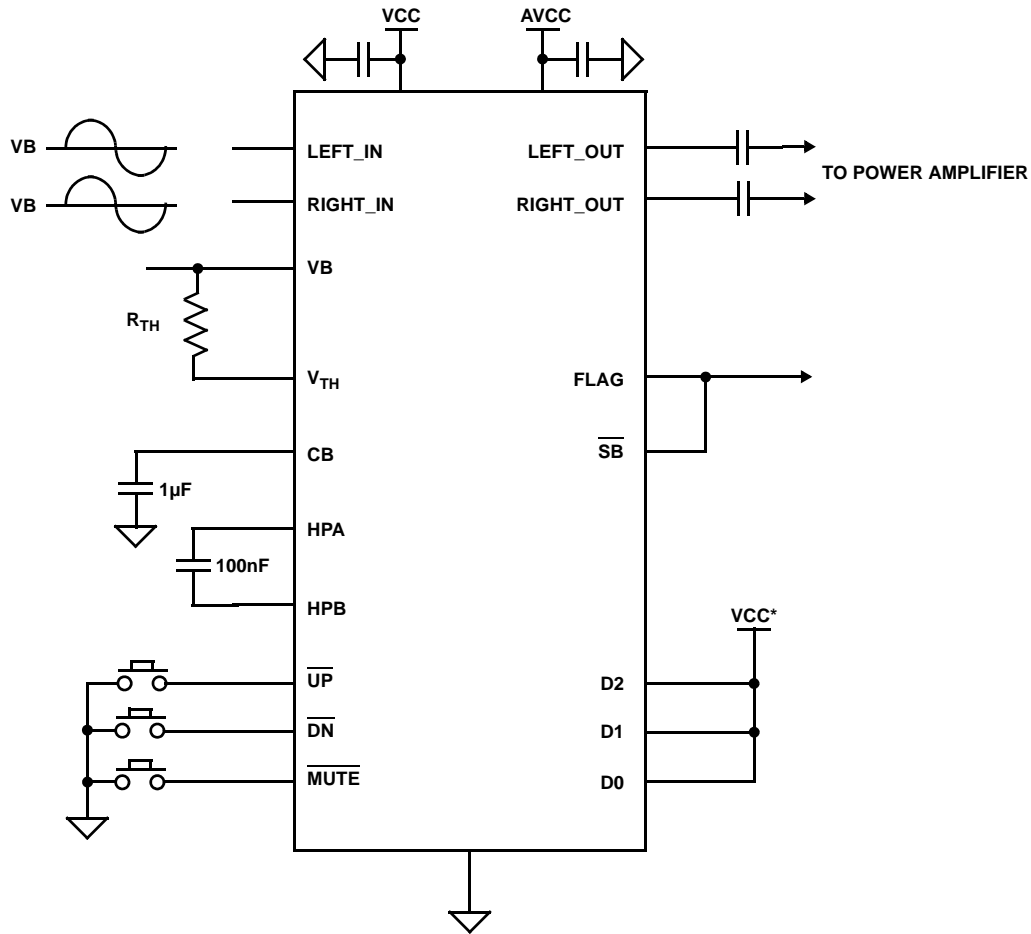 VCC
AVCC
VB
LEFT_IN
LEFT_OUT
TO POWER AMPLIFIER
VB
RIGHT_IN
RIGHT_OUT
VB
RTH
VTH
FLAG
CB
SB
1µF
HPA
100nF
HPB
VCC*
UP
D2
DN
D1
MUTE
D0